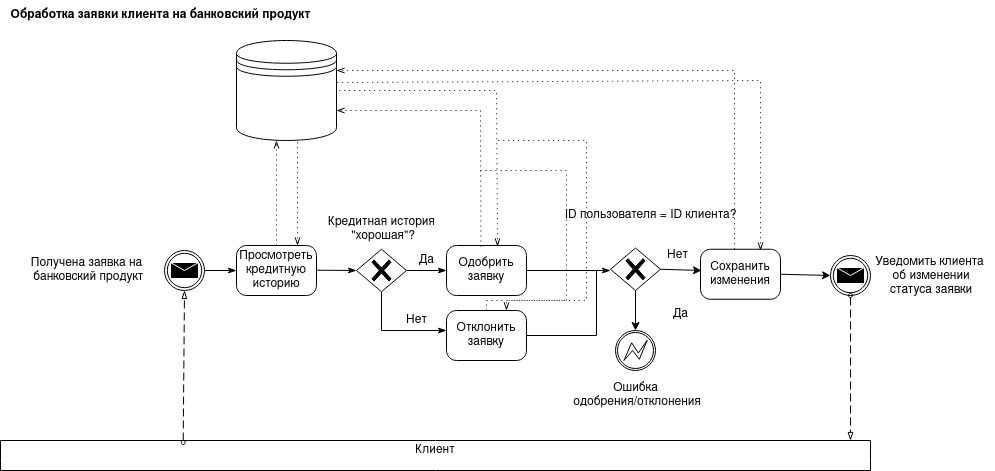 Обработка заявки клиента на банковский продукт
ID пользователя = ID клиента?
Кредитная история
"хорошая"?
Получена заявка на
банковский продукт
Просмотреть
кредитную
историю
Да
Одобрить
заявку
Нет
Отклонить
заявку
Нет
Да
Сохранить
изменения
Уведомить клиента
об изменении
статуса заявки
Ошибка
одобрения/отклонения
Клиент